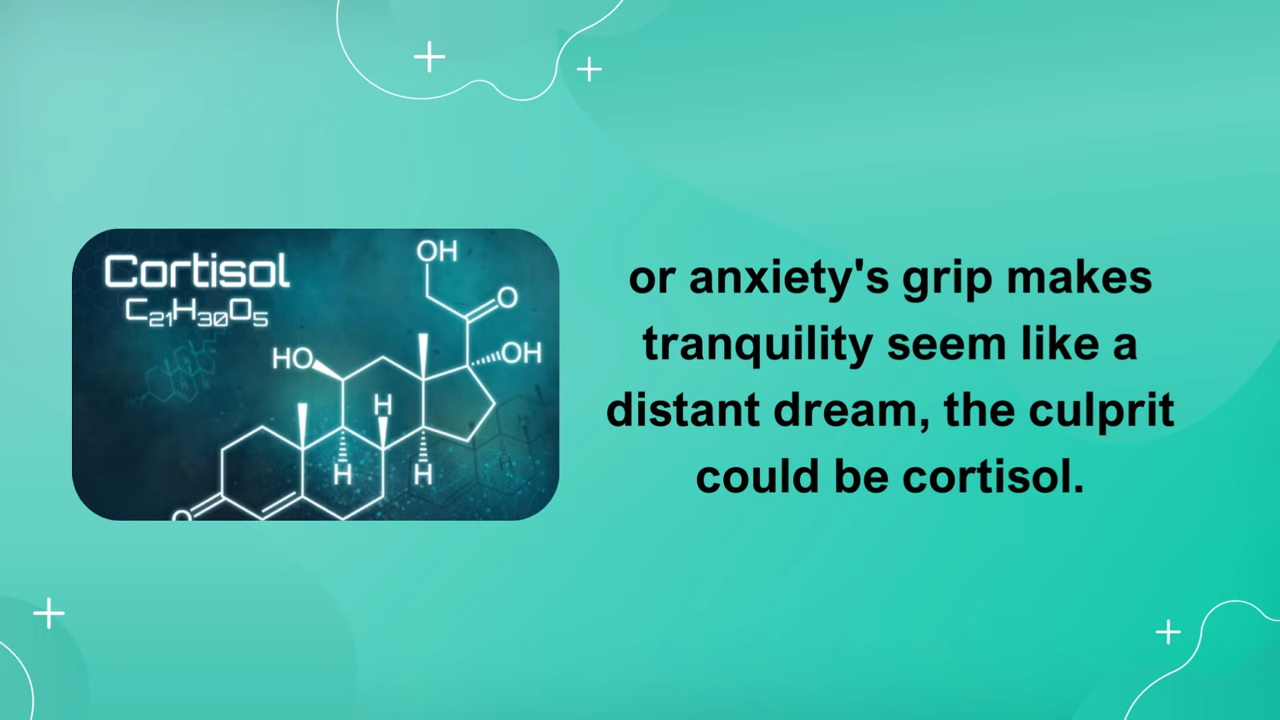 Cortisol
C₂₁H₃₀O₅
OH
O
HO
OH
H
H
H
O
or anxiety's grip makes
tranquility seem like a
distant dream, the culprit
could be cortisol.